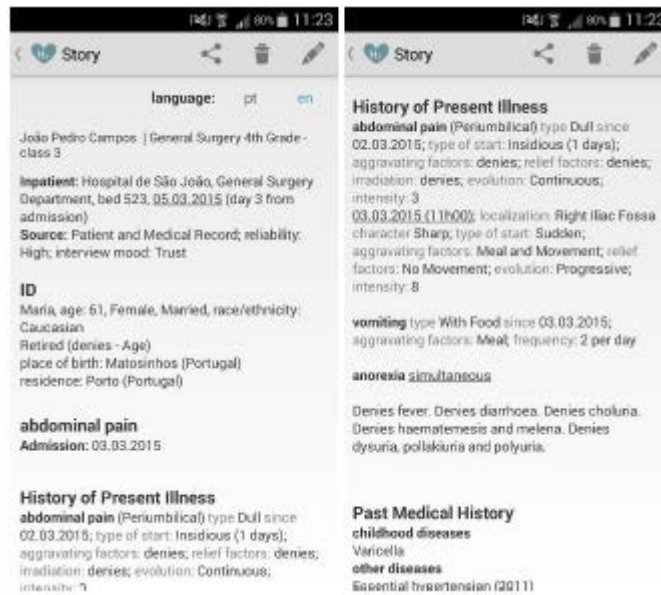 80% 11:23
Story
language: pt en
João Pedro Campos | General Surgery 4th Grade -
class 3
Inpatient: Hospital de São João, General Surgery
Department, bed 523, 05.03.2015 (day 3 from
admission)
Source: Patient and Medical Record; reliability:
High; interview mood: Trust
ID
Maria, age: 61, Female, Married, race/ethnicity:
Caucasian
Retired (denies - Age)
place of birth: Matosinhos (Portugal)
residence: Porto (Portugal)
abdominal pain
Admission: 03.03.2015
History of Present Illness
abdominal pain (Periumbilical) type Dull since
02.03.2015; type of start: Insidious (1 days);
aggravating factors: denies; relief factors: denies;
irradiation: denies; evolution: Continuous;
intensity: 3
80% 11:22
Story
History of Present Illness
abdominal pain (Periumbilical) type Dull since
02.03.2015; type of start: Insidious (1 days);
aggravating factors: denies; relief factors: denies;
irradiation: denies; evolution: Continuous;
intensity: 3
03.03.2015 (11h00); localization: Right Iliac Fossa
character Sharp; type of start: Sudden;
aggravating factors: Meal and Movement; relief
factors: No Movement; evolution: Progressive;
intensity: 8
vomiting type With Food since 03.03.2015;
aggravating factors: Meal; frequency: 2 per day
anorexia simultaneous
Denies fever. Denies diarrhoea. Denies choluria.
Denies haematemesis and melena. Denies
dysuria, pollakiuria and polyuria.
Past Medical History
childhood diseases
Varicella
other diseases
Essential hypertension (2011)